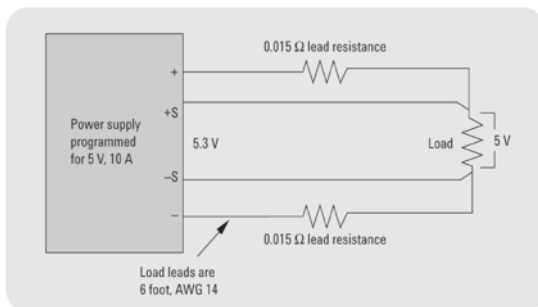 0.015 Ω lead resistance
+
+S
Power supply
programmed
for 5 V, 10 A
5.3 V
Load
5 V
–S
–
0.015 Ω lead resistance
Load leads are
6 foot, AWG 14